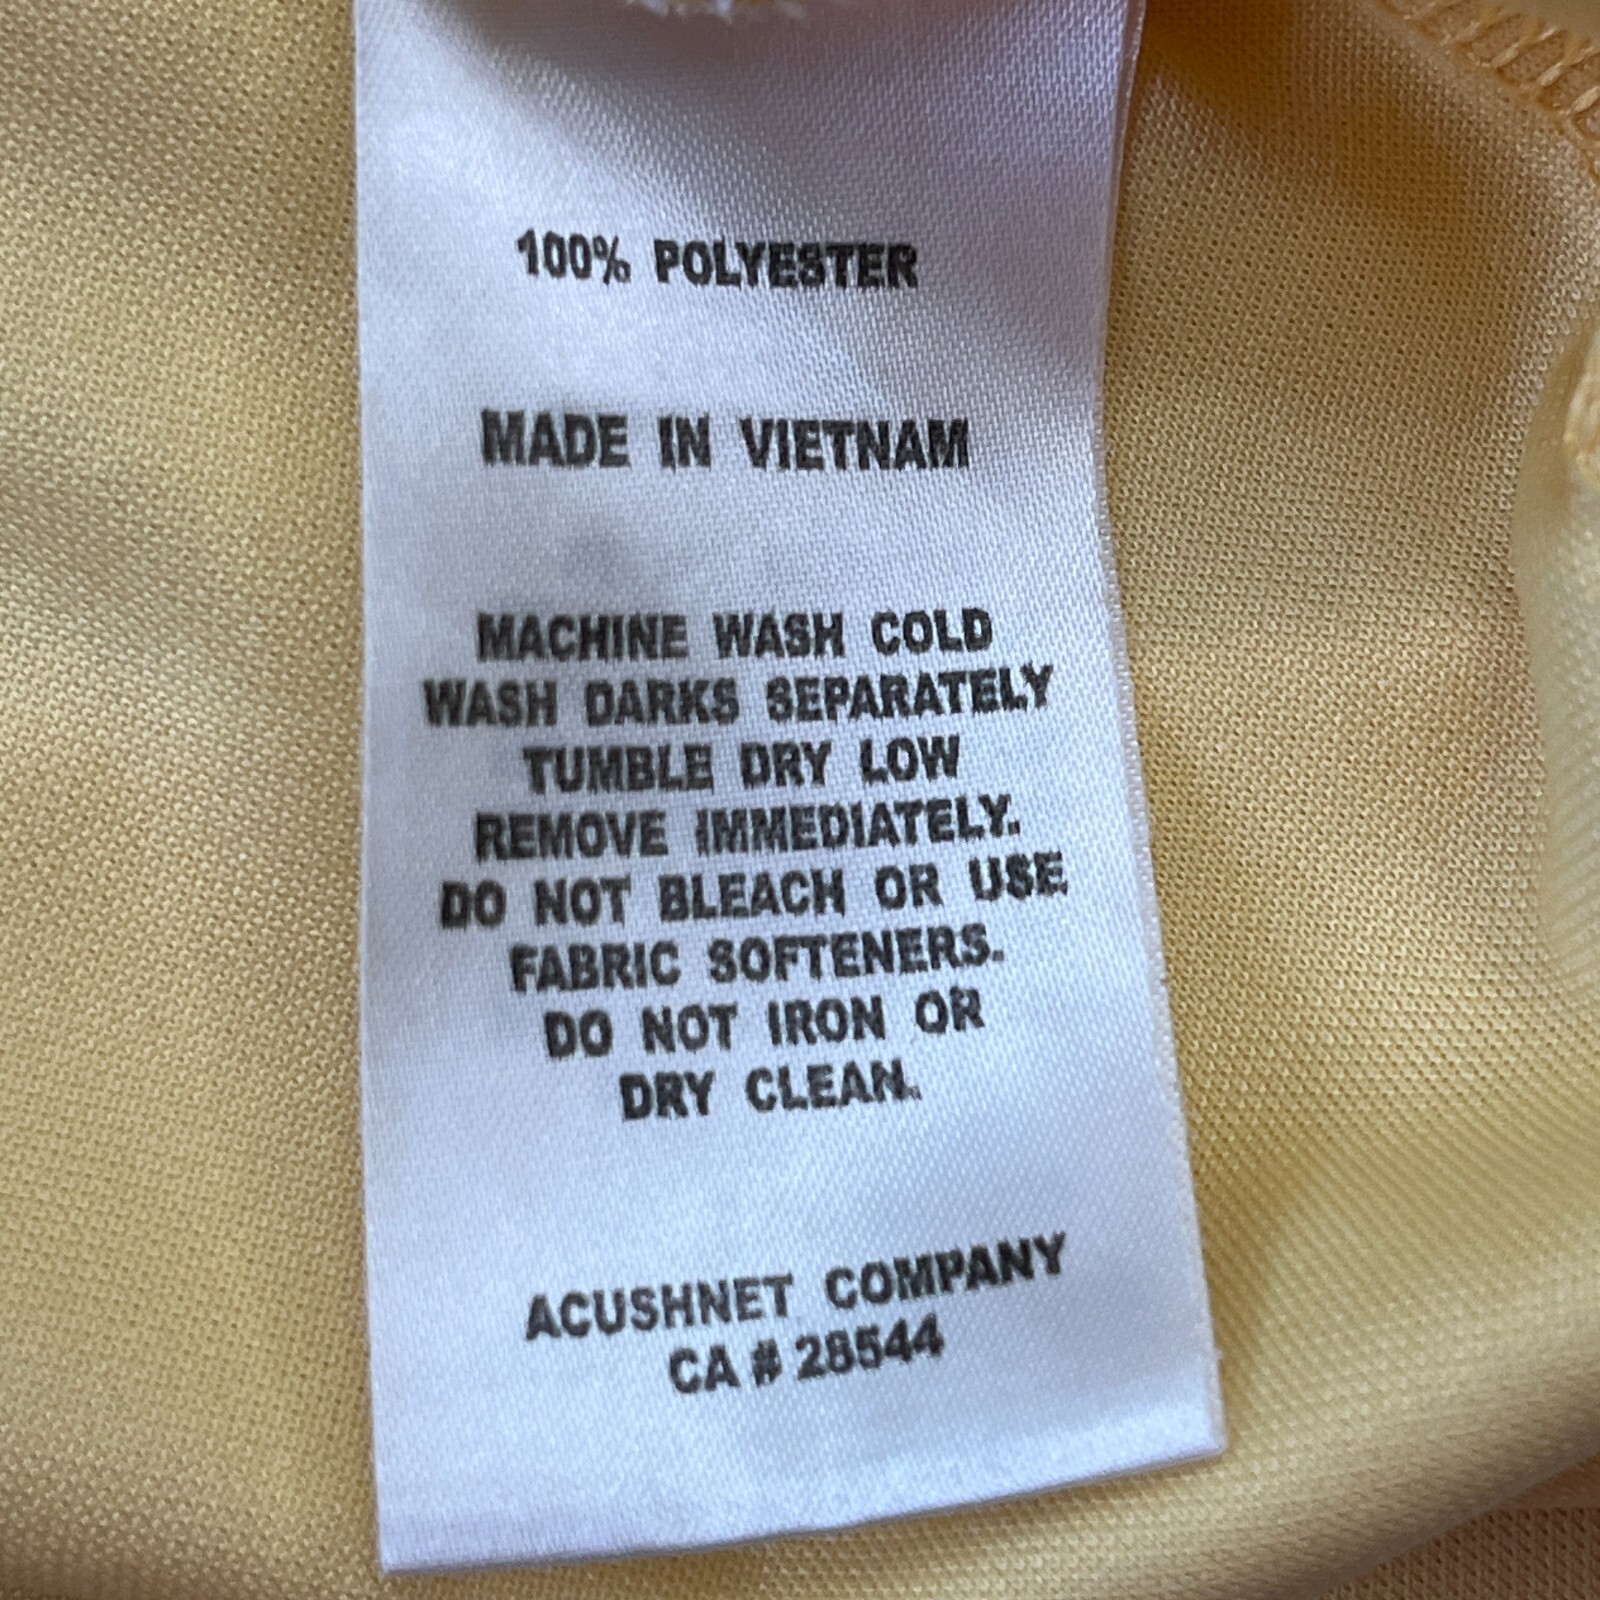 100% POLYESTER
MADE IN VIETNAM
MACHINE WASH COLD
WASH DARKS SEPARATELY
TUMBLE DRY LOW
REMOVE IMMEDIATELY.
DO NOT BLEACH OR USE
FABRIC SOFTENERS.
DO NOT IRON OR
DRY CLEAN.
ACUSHNET COMPANY
CA # 28544